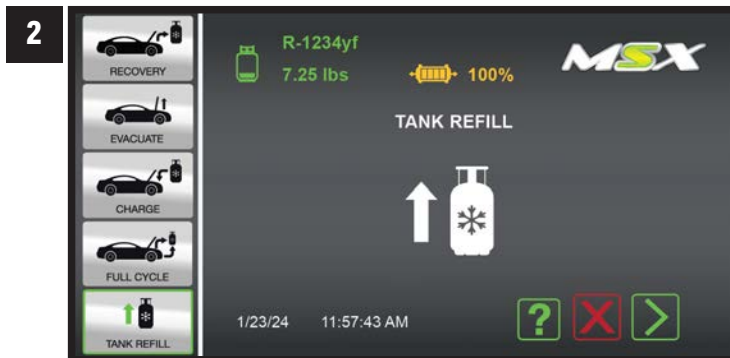 2
RECOVERY
EVACUATE
CHARGE
FULL CYCLE
TANK REFILL
R-1234yf
7.25 lbs
100%
MSX
TANK REFILL
1/23/24 11:57:43 AM
?